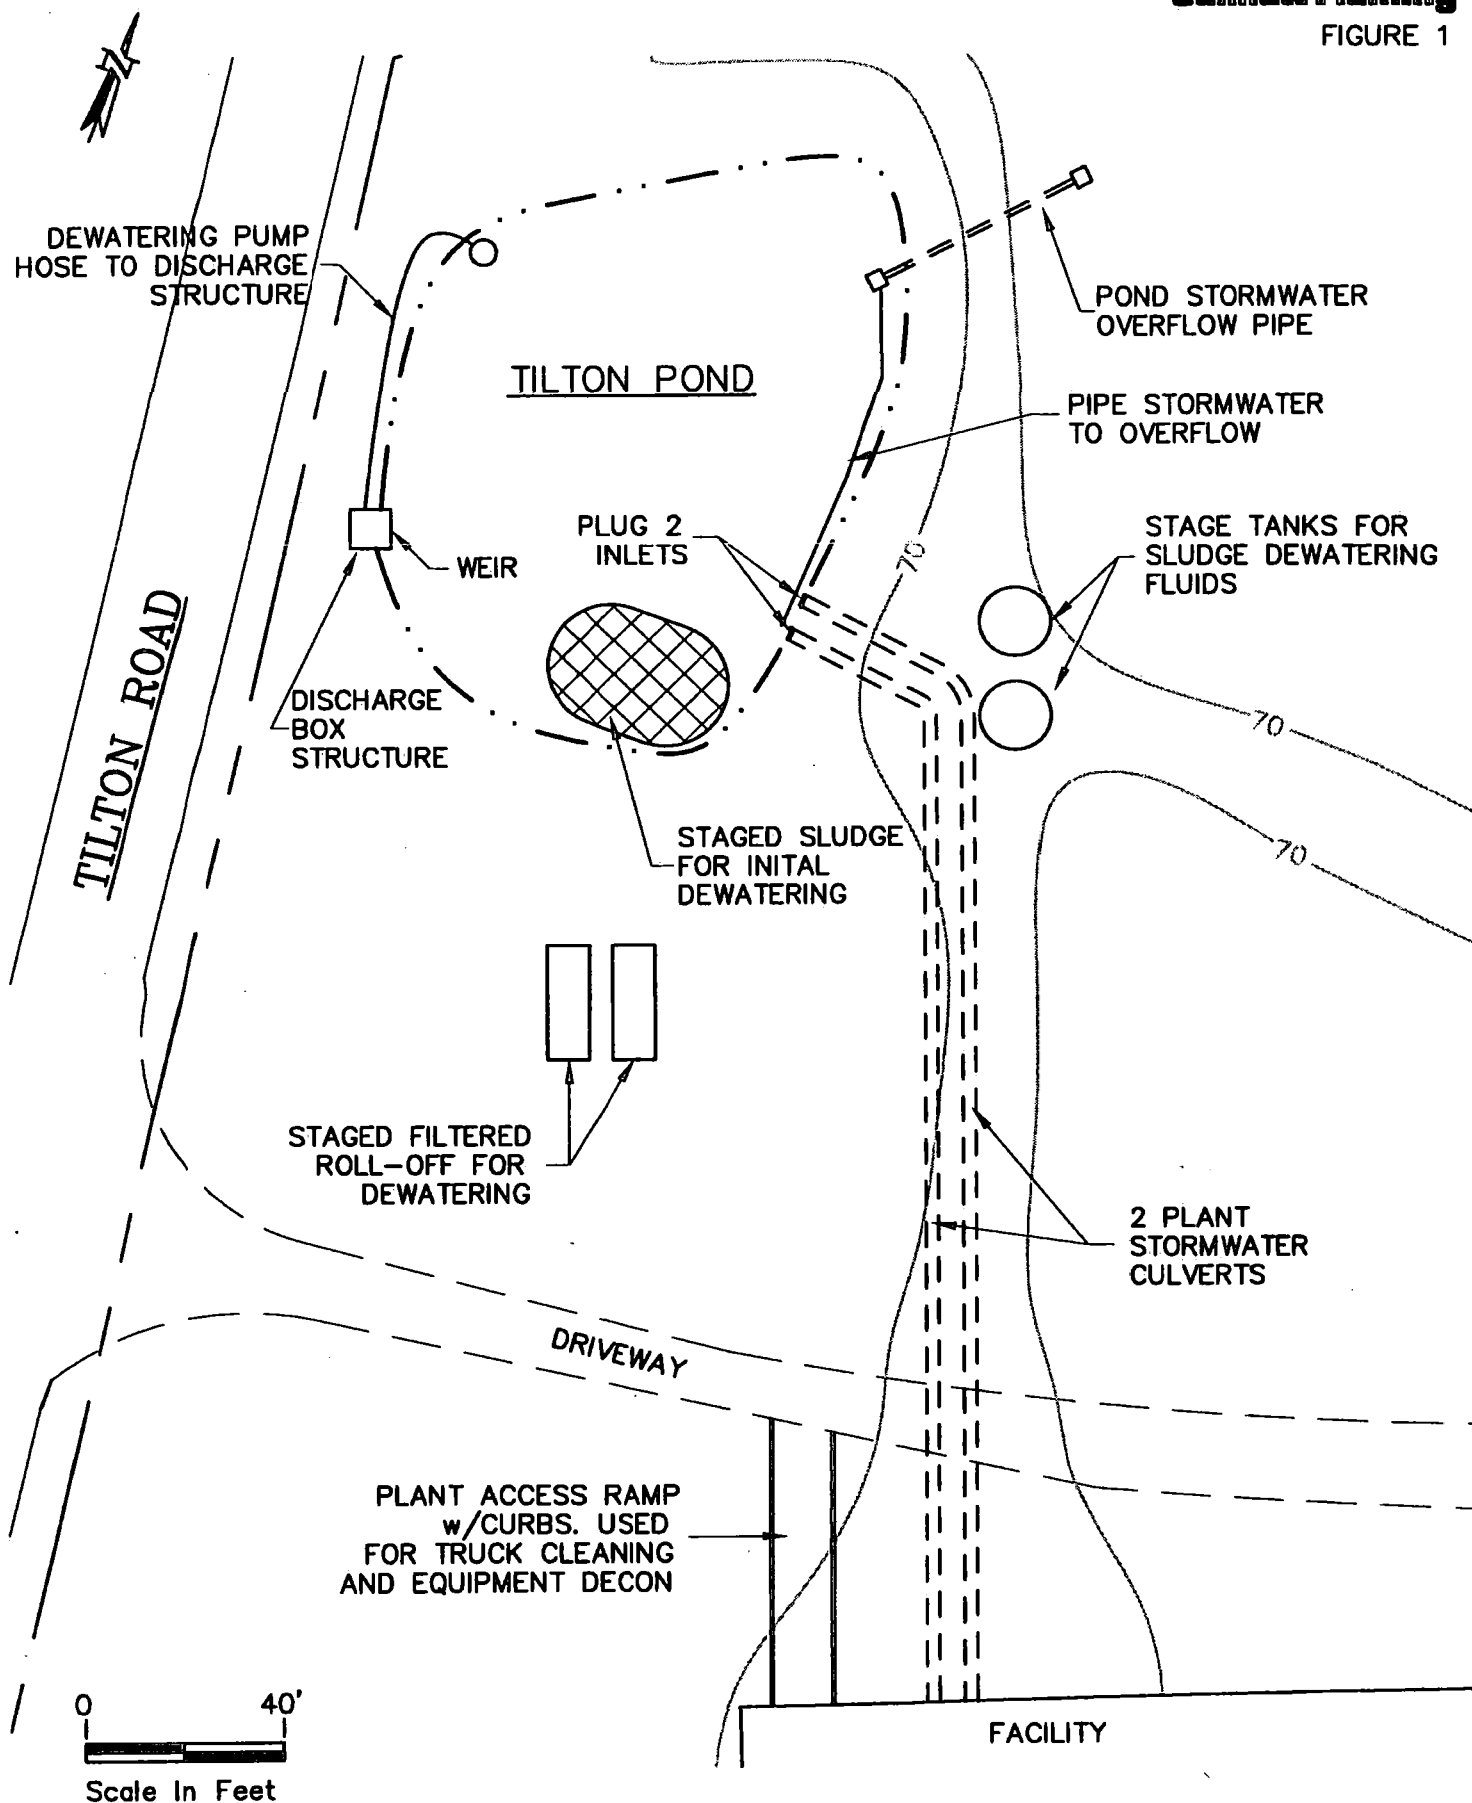 FIGURE 1
N
DEWATERING PUMP
HOSE TO DISCHARGE
STRUCTURE
POND STORMWATER
OVERFLOW PIPE
TILTON POND
PIPE STORMWATER
TO OVERFLOW
PLUG 2
INLETS
STAGE TANKS FOR
SLUDGE DEWATERING
FLUIDS
70
WEIR
TILTON ROAD
DISCHARGE
BOX
STRUCTURE
70
STAGED SLUDGE
FOR INITAL
DEWATERING
70
STAGED FILTERED
ROLL-OFF FOR
DEWATERING
2 PLANT
STORMWATER
CULVERTS
DRIVEWAY
PLANT ACCESS RAMP
w/CURBS. USED
FOR TRUCK CLEANING
AND EQUIPMENT DECON
0 40'
Scale In Feet
FACILITY